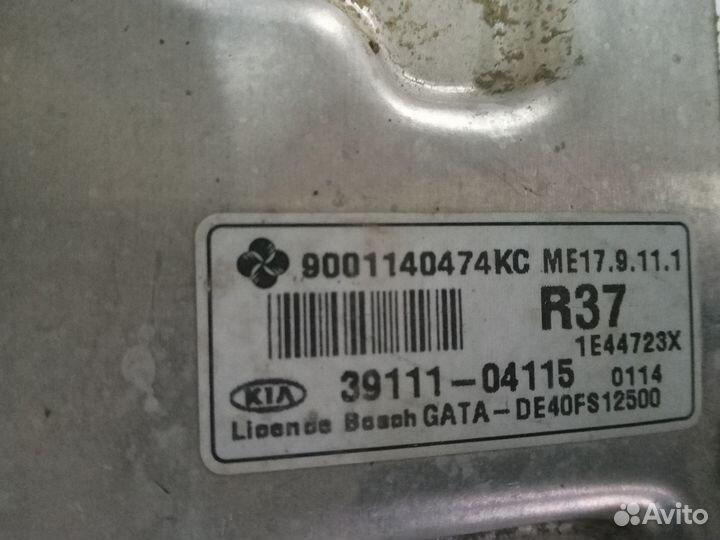 9001140474KC ME17.9.11.1
R37
1E44723X
KIA 39111-04115 0114
Licence Bosch GATA-DE40FS12500
Avito